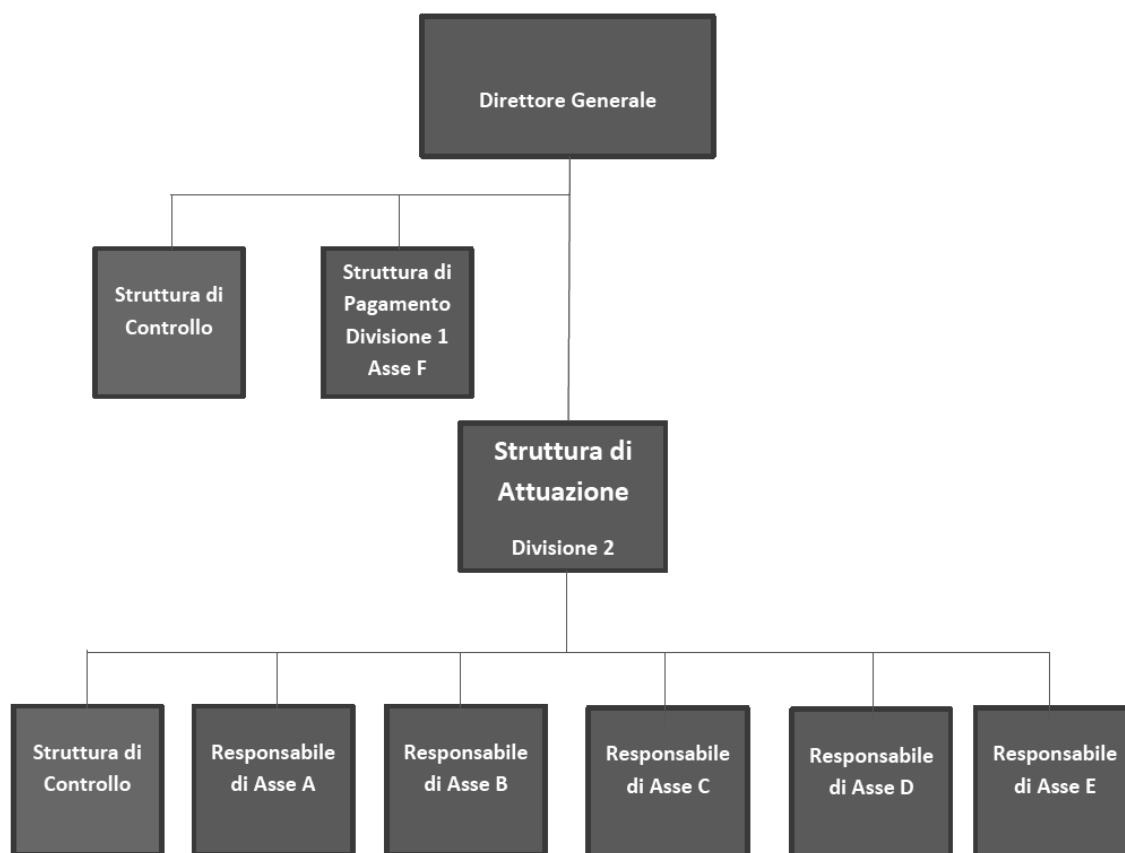 Direttore Generale
Struttura di
Controllo
Struttura di
Pagamento
Divisione 1
Asse F
Struttura di
Attuazione
Divisione 2
Struttura di
Controllo
Responsabile
di Asse A
Responsabile
di Asse B
Responsabile
di Asse C
Responsabile
di Asse D
Responsabile
di Asse E